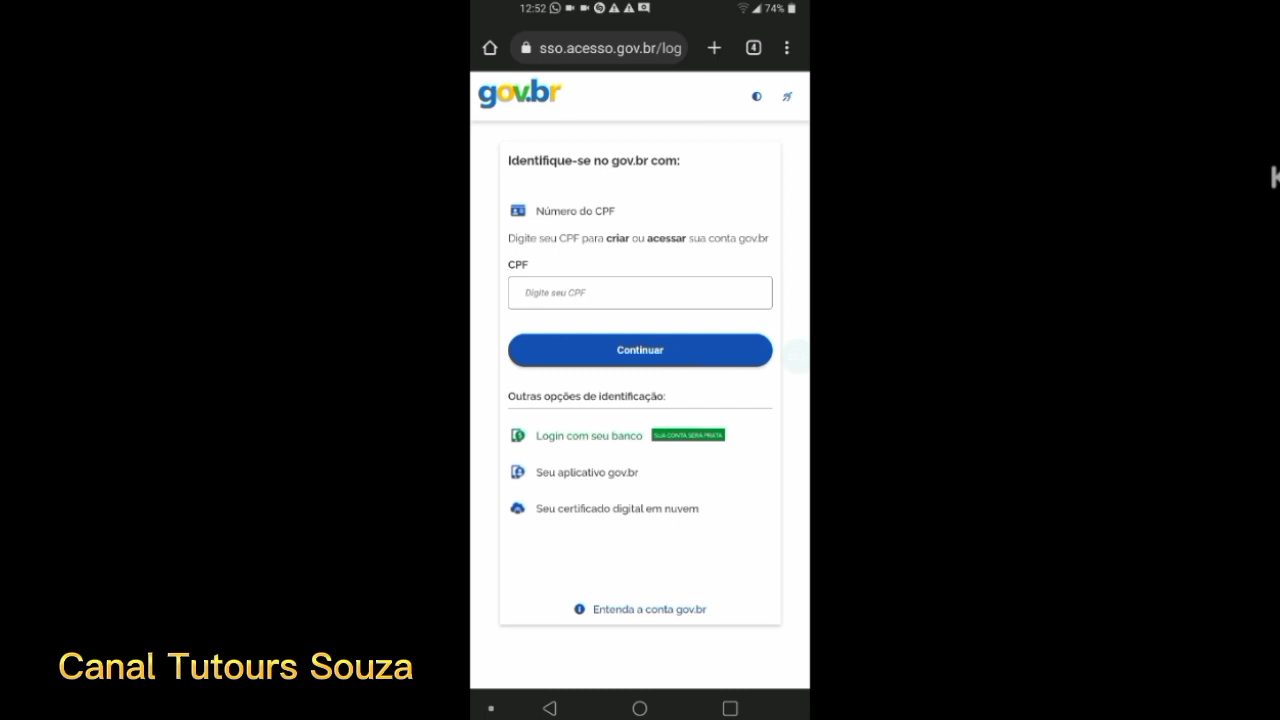 12:52
74%
sso.acesso.gov.br/log
4
gov.br
Identifique-se no gov.br com:
Número do CPF
Digite seu CPF para criar ou acessar sua conta gov.br
CPF
Digite seu CPF
Continuar
Outras opções de identificação:
Login com seu banco
SUA CONTA SERÁ PRATA
Seu aplicativo gov.br
Seu certificado digital em nuvem
Entenda a conta gov.br
Canal Tutours Souza